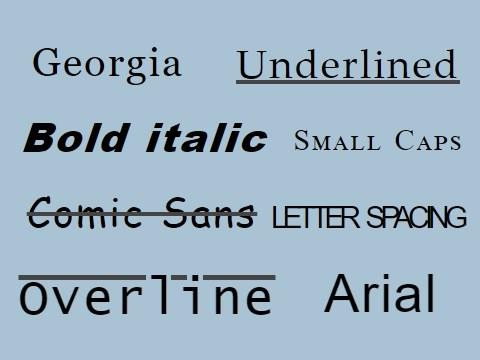 Georgia
Underlined
Bold italic
Small Caps
Comic Sans
LETTER SPACING
Overline
Arial